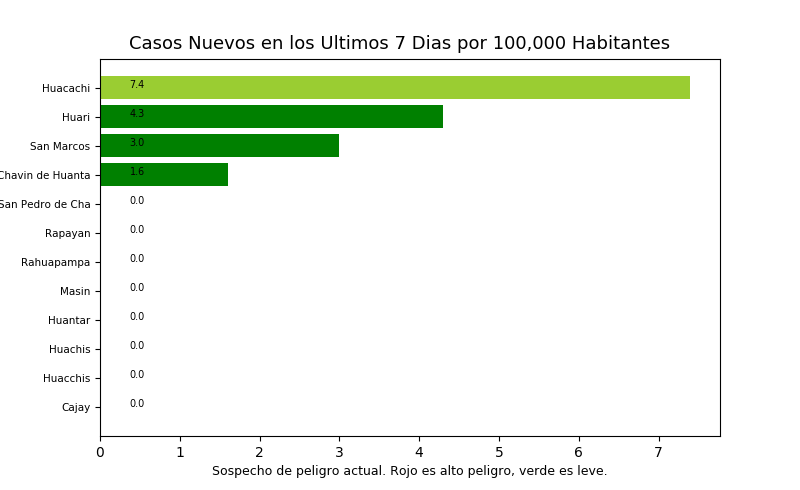 Casos Nuevos en los Ultimos 7 Dias por 100,000 Habitantes
Huacachi 7.4
Huari 4.3
San Marcos 3.0
Chavin de Huanta 1.6
San Pedro de Cha 0.0
Rapayan 0.0
Rahuapampa 0.0
Masin 0.0
Huantar 0.0
Huachis 0.0
Huacchis 0.0
Cajay 0.0
0 1 2 3 4 5 6 7
Sospecho de peligro actual. Rojo es alto peligro, verde es leve.